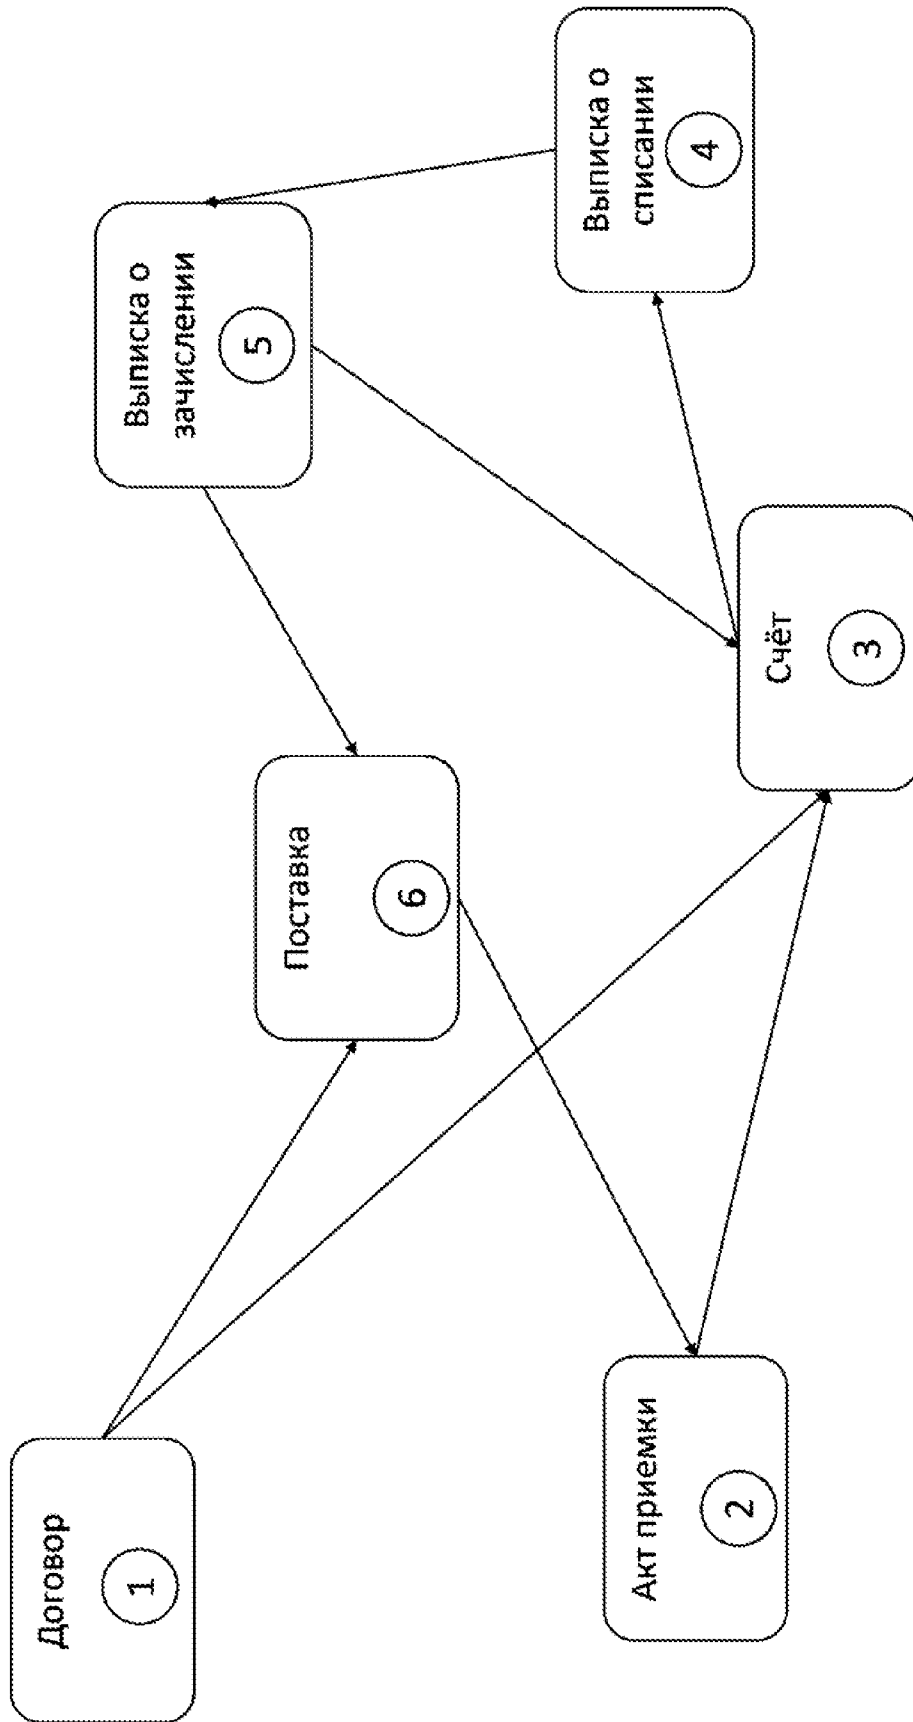 Договор
1
Акт приемки
2
Поставка
6
Счёт
3
Выписка о
зачислении
5
Выписка о
списании
4